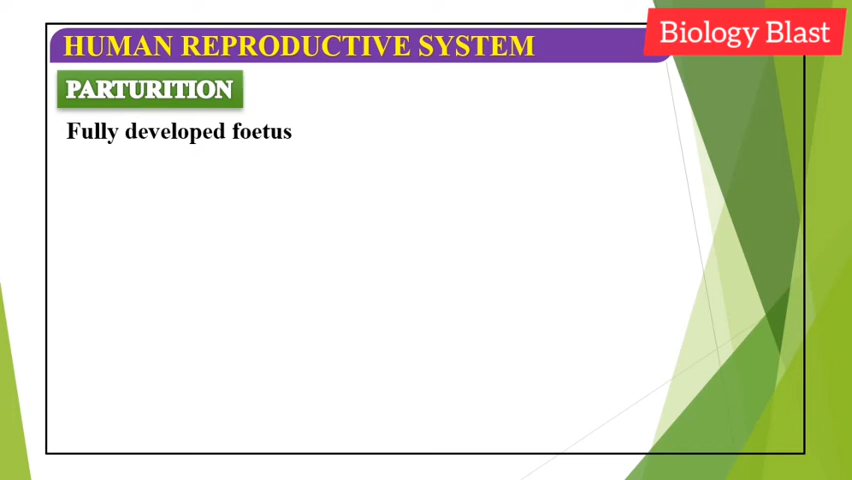 HUMAN REPRODUCTIVE SYSTEM
Biology Blast
PARTURITION
Fully developed foetus